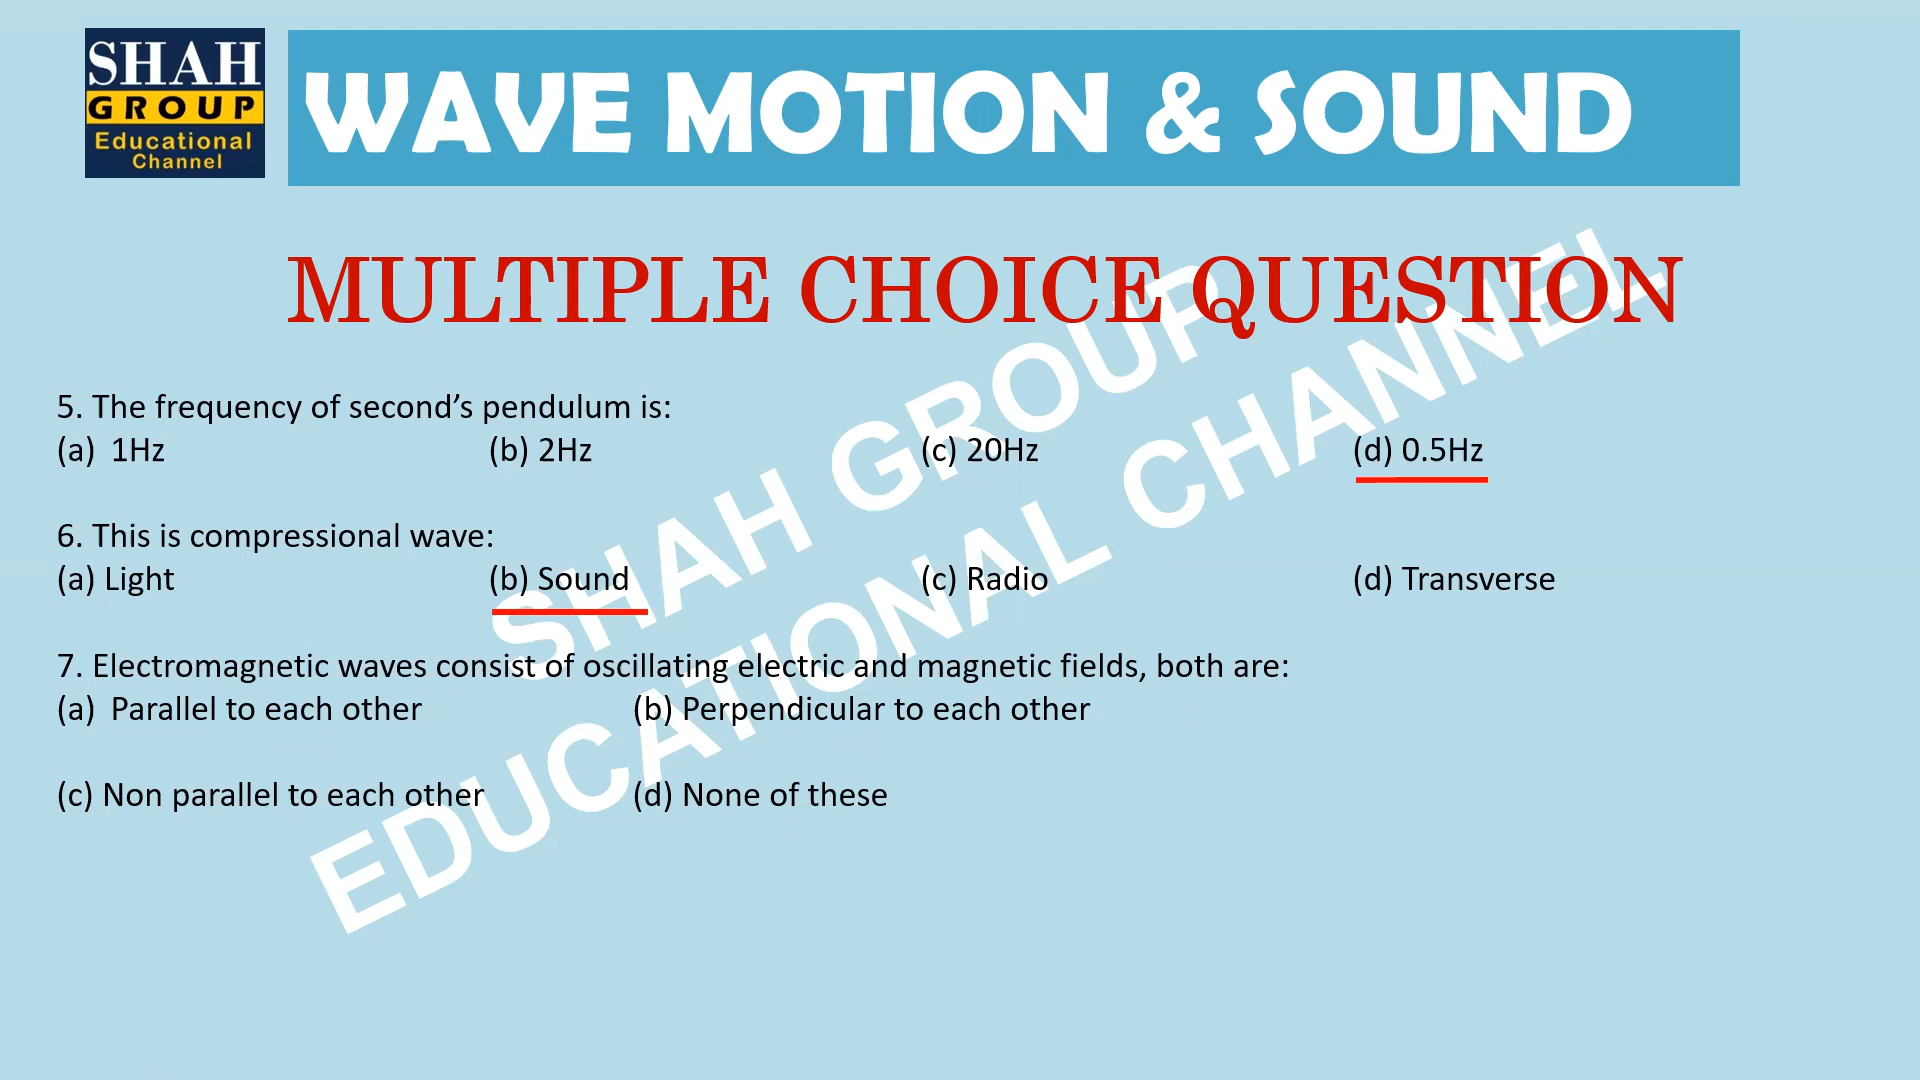 SHAH
GROUP
Educational
Channel
WAVE MOTION & SOUND
MULTIPLE CHOICE QUESTION
5. The frequency of second’s pendulum is:
(a) 1Hz (b) 2Hz (c) 20Hz (d) 0.5Hz
6. This is compressional wave:
(a) Light (b) Sound (c) Radio (d) Transverse
7. Electromagnetic waves consist of oscillating electric and magnetic fields, both are:
(a) Parallel to each other (b) Perpendicular to each other
(c) Non parallel to each other (d) None of these
SHAH GROUP
EDUCATIONAL CHANNEL